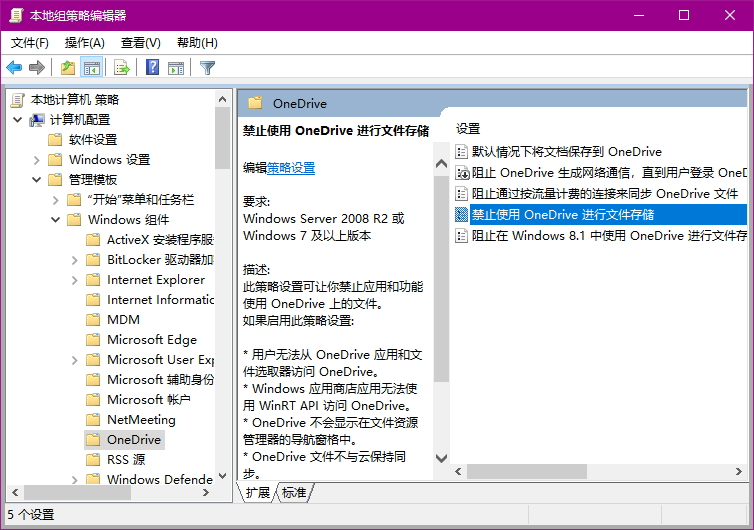 本地组策略编辑器
文件(F) 操作(A) 查看(V) 帮助(H)
本地计算机 策略
计算机配置
软件设置
Windows 设置
管理模板
“开始”菜单和任务栏
Windows 组件
ActiveX 安装程序服
BitLocker 驱动器加
Internet Explorer
Internet Informatio
MDM
Microsoft Edge
Microsoft User Exp
Microsoft 辅助身份
Microsoft 帐户
NetMeeting
OneDrive
RSS 源
Windows Defende
OneDrive
禁止使用 OneDrive 进行文件存储
编辑策略设置
要求:
Windows Server 2008 R2 或
Windows 7 及以上版本
描述:
此策略设置可让你禁止应用和功能
使用 OneDrive 上的文件。
如果启用此策略设置:
* 用户无法从 OneDrive 应用和文
件选取器访问 OneDrive。
* Windows 应用商店应用无法使
用 WinRT API 访问 OneDrive。
* OneDrive 不会显示在文件资源
管理器的导航窗格中。
* OneDrive 文件不与云保持同
步。
设置
默认情况下将文档保存到 OneDrive
阻止 OneDrive 生成网络通信，直到用户登录 OneD
阻止通过按流量计费的连接来同步 OneDrive 文件
禁止使用 OneDrive 进行文件存储
阻止在 Windows 8.1 中使用 OneDrive 进行文件存
扩展 标准
5 个设置